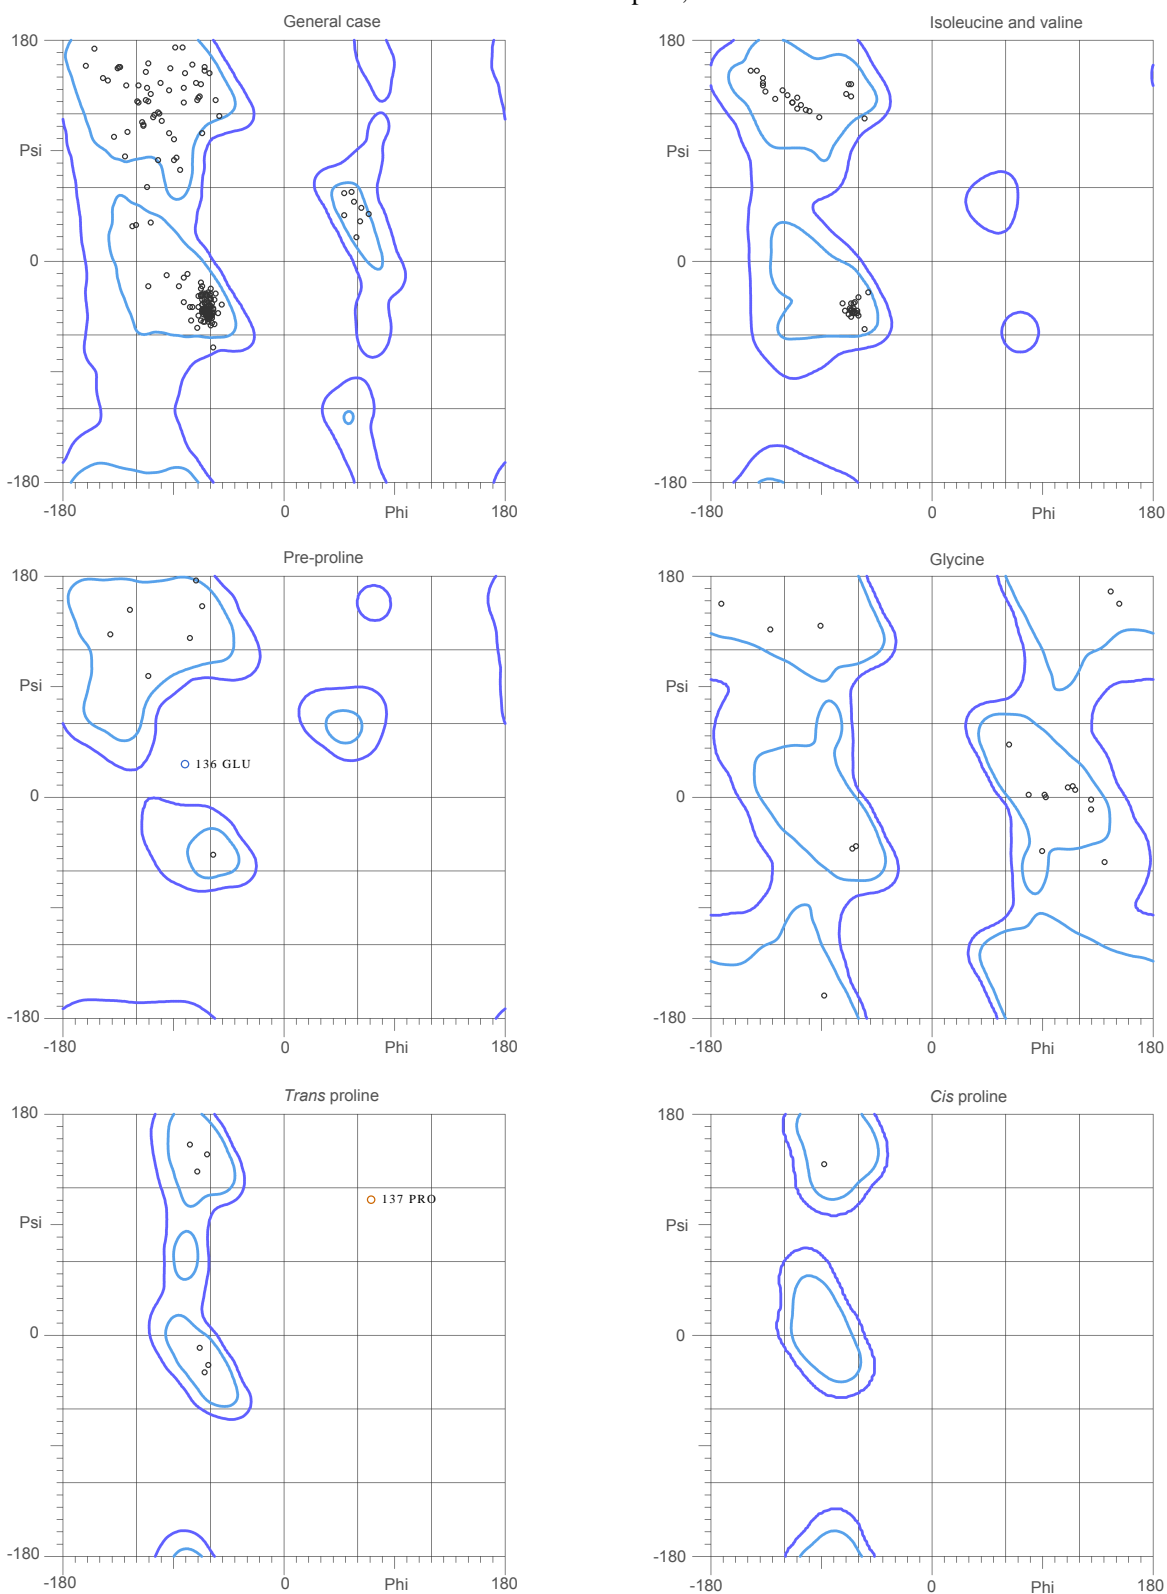 General case
Isoleucine and valine
180
180
Psi
Psi
0
0
-180
-180
-180
0
Phi
180
-180
0
Phi
180
Pre-proline
Glycine
180
180
Psi
Psi
136 GLU
0
0
-180
-180
-180
0
Phi
180
-180
0
Phi
180
Trans proline
Cis proline
180
180
137 PRO
Psi
Psi
0
0
-180
-180
-180
0
Phi
180
-180
0
Phi
180